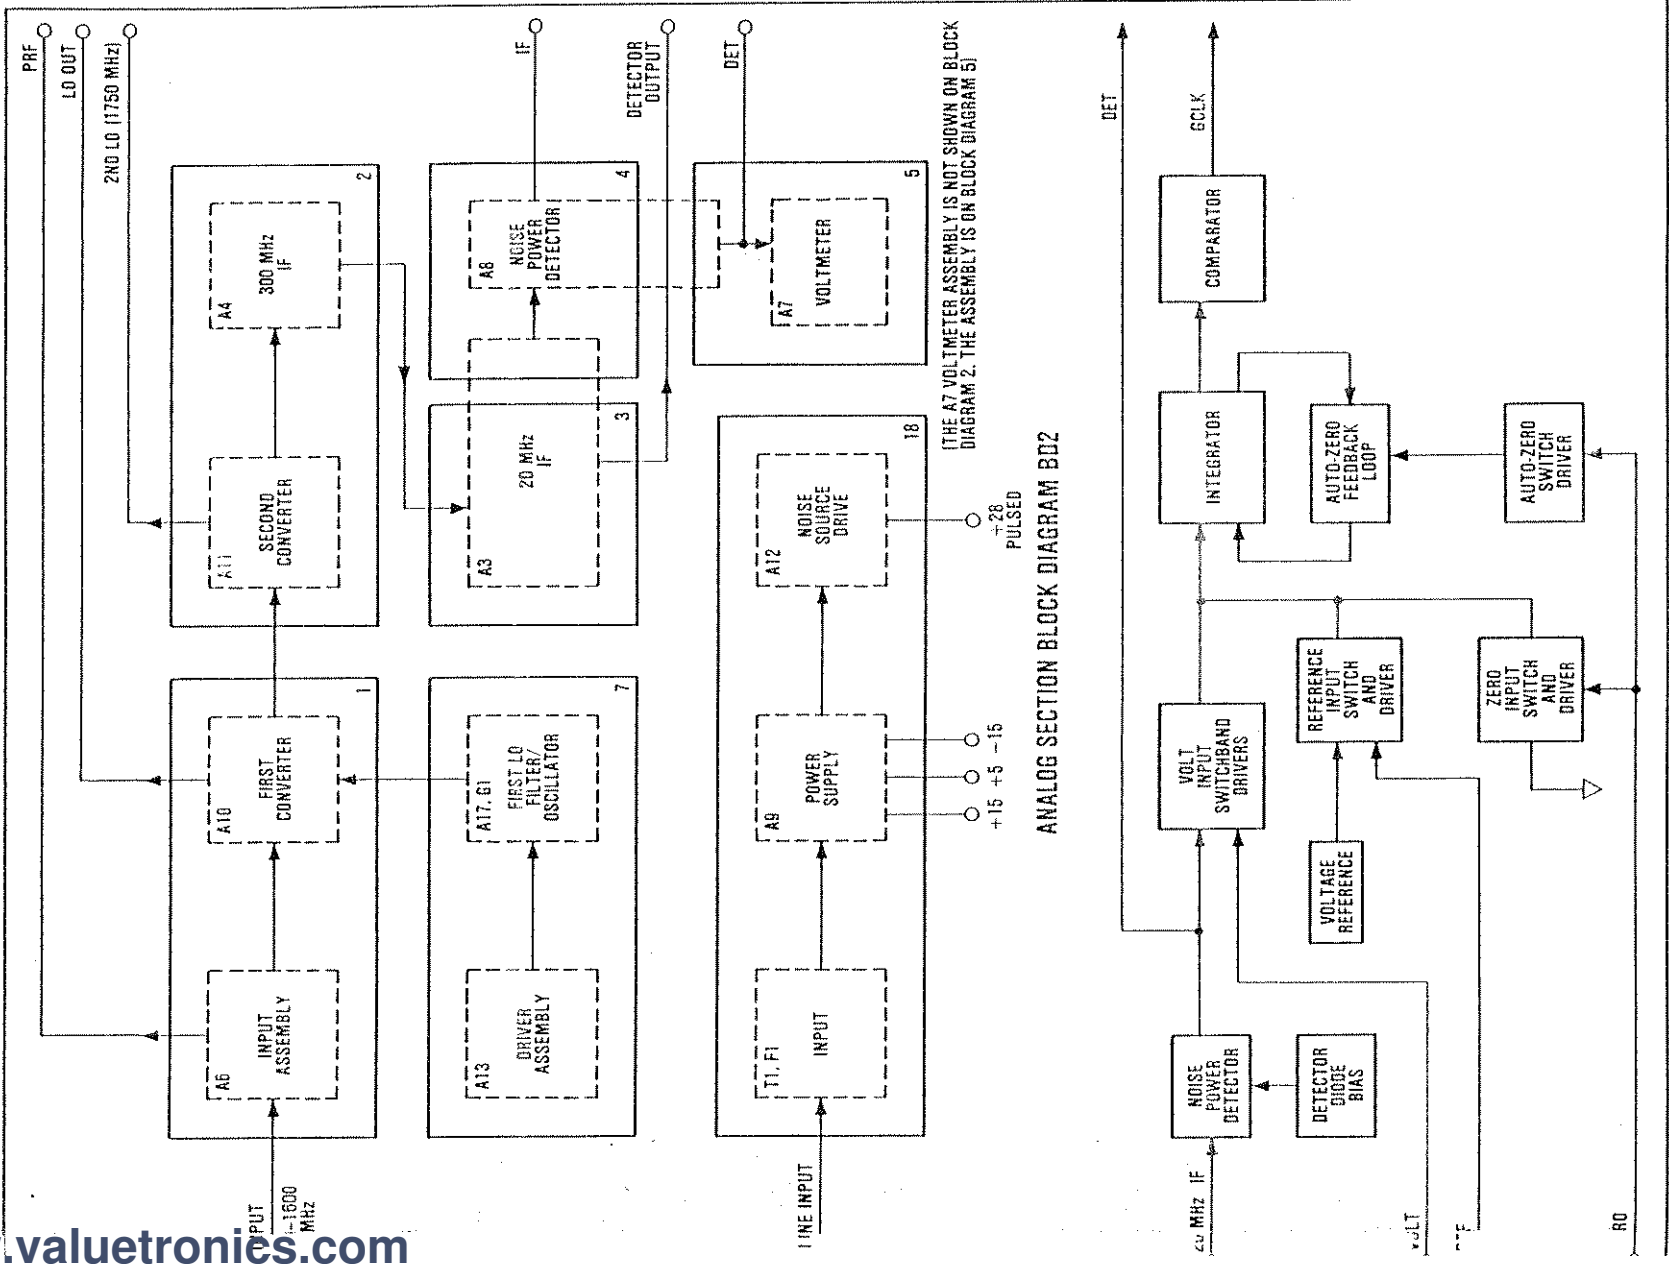 PRF
LO OUT
2ND LO (1750 MHz)
IF
DETECTOR
OUTPUT
DET
A6
INPUT
ASSEMBLY
A10
FIRST
CONVERTER
1
A11
SECOND
CONVERTER
A4
300 MHz
IF
2
A13
DRIVER
ASSEMBLY
A17, G1
FIRST LO
FILTER/
OSCILLATOR
7
A3
20 MHz
IF
3
A8
NOISE
POWER
DETECTOR
4
A7
VOLTMETER
5
LINE INPUT
T1, F1
INPUT
A9
POWER
SUPPLY
+15 +5 -15
A12
NOISE
SOURCE
DRIVE
18
+28
PULSED
(THE A7 VOLTMETER ASSEMBLY IS NOT SHOWN ON BLOCK
DIAGRAM 2. THE ASSEMBLY IS ON BLOCK DIAGRAM 5)
ANALOG SECTION BLOCK DIAGRAM BD2
DET
GCLK
20 MHz IF
NOISE
POWER
DETECTOR
DETECTOR
DIODE
BIAS
VOLT
INPUT
SWITCHBAND
DRIVERS
VOLTAGE
REFERENCE
REFERENCE
INPUT
SWITCH
AND
DRIVER
ZERO
INPUT
SWITCH
AND
DRIVER
INTEGRATOR
AUTO-ZERO
FEEDBACK
LOOP
AUTO-ZERO
SWITCH
DRIVER
COMPARATOR
VOLT
MHz
.valuetronics.com